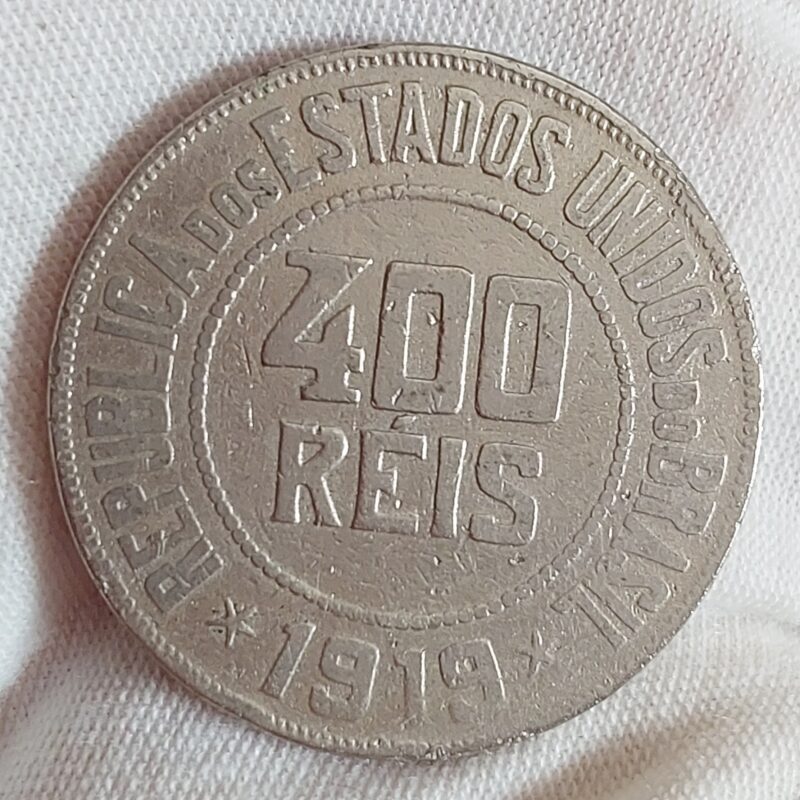 REPUBLICA DOS ESTADOS UNIDOS DO BRASIL
400
RÉIS
* 1919 *